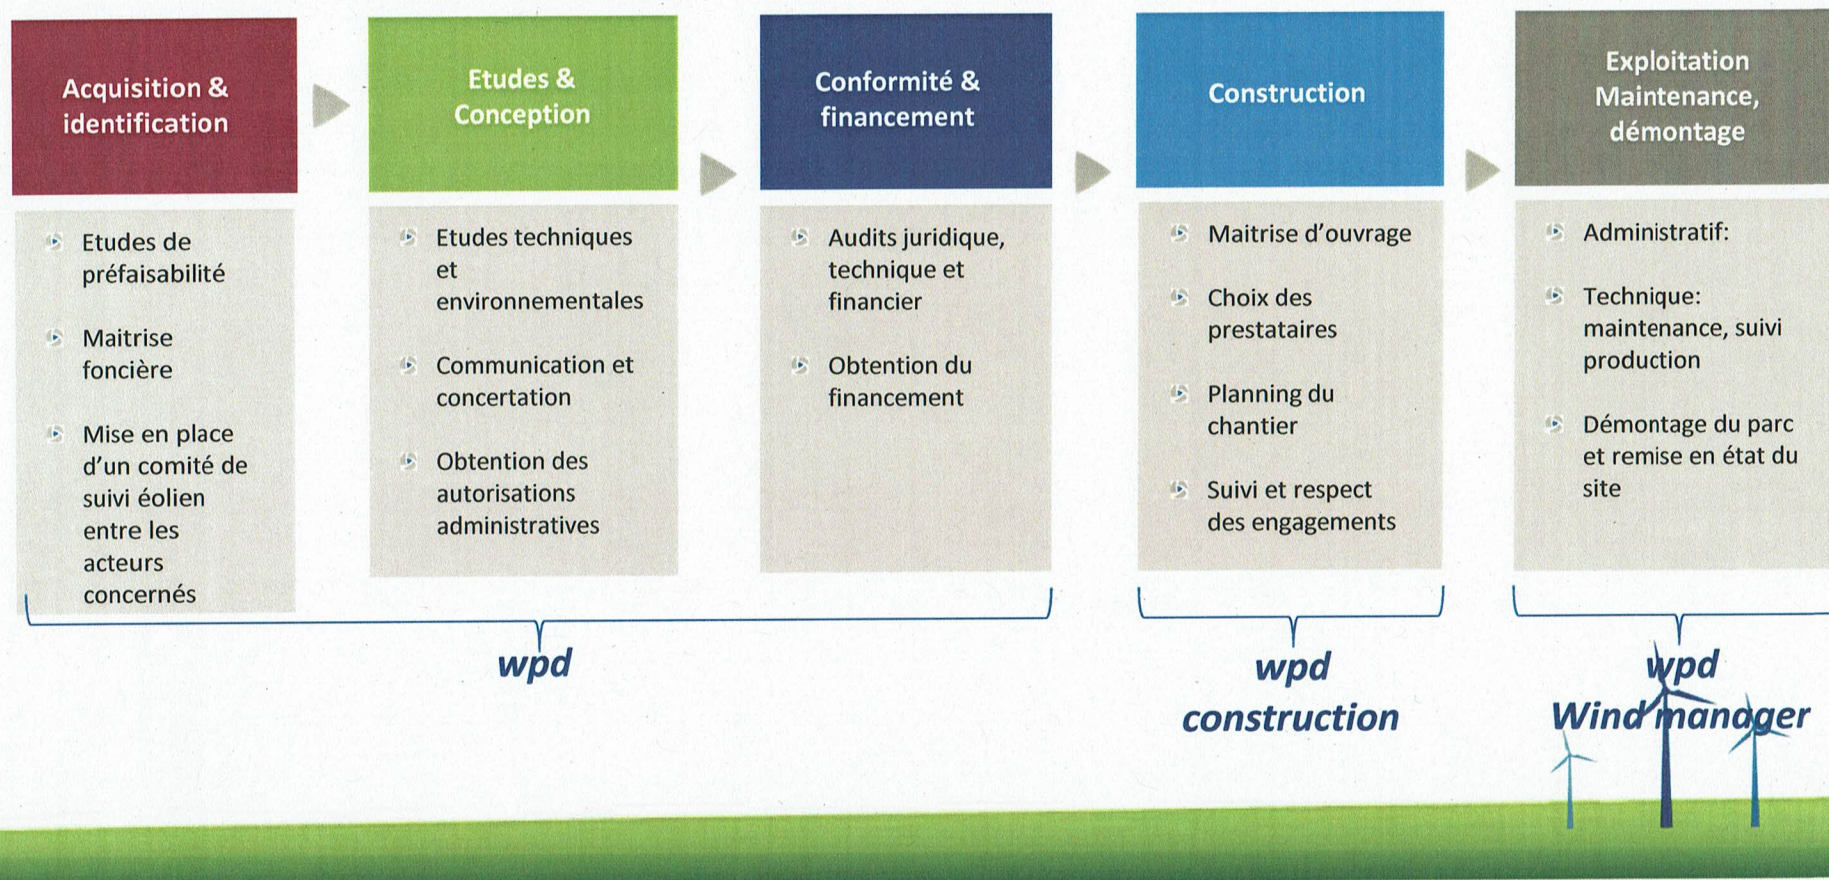 Acquisition &
identification
Etudes &
Conception
Conformité &
financement
Construction
Exploitation
Maintenance,
démontage
Etudes de
préfaisabilité
Maitrise
foncière
Mise en place
d'un comité de
suivi éolien
entre les
acteurs
concernés
Etudes techniques
et
environnementales
Communication et
concertation
Obtention des
autorisations
administratives
Audits juridique,
technique et
financier
Obtention du
financement
Maitrise d'ouvrage
Choix des
prestataires
Planning du
chantier
Suivi et respect
des engagements
Administratif:
Technique:
maintenance, suivi
production
Démontage du parc
et remise en état du
site
wpd
wpd
construction
wpd
Wind manager